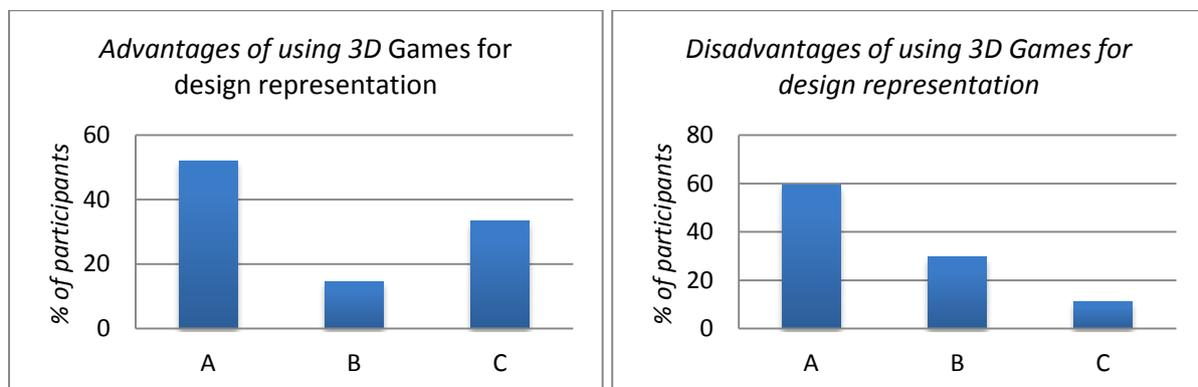 Advantages of using 3D Games for
design representation
% of participants
60
40
20
0
A B C
Disadvantages of using 3D Games for
design representation
% of participants
80
60
40
20
0
A B C